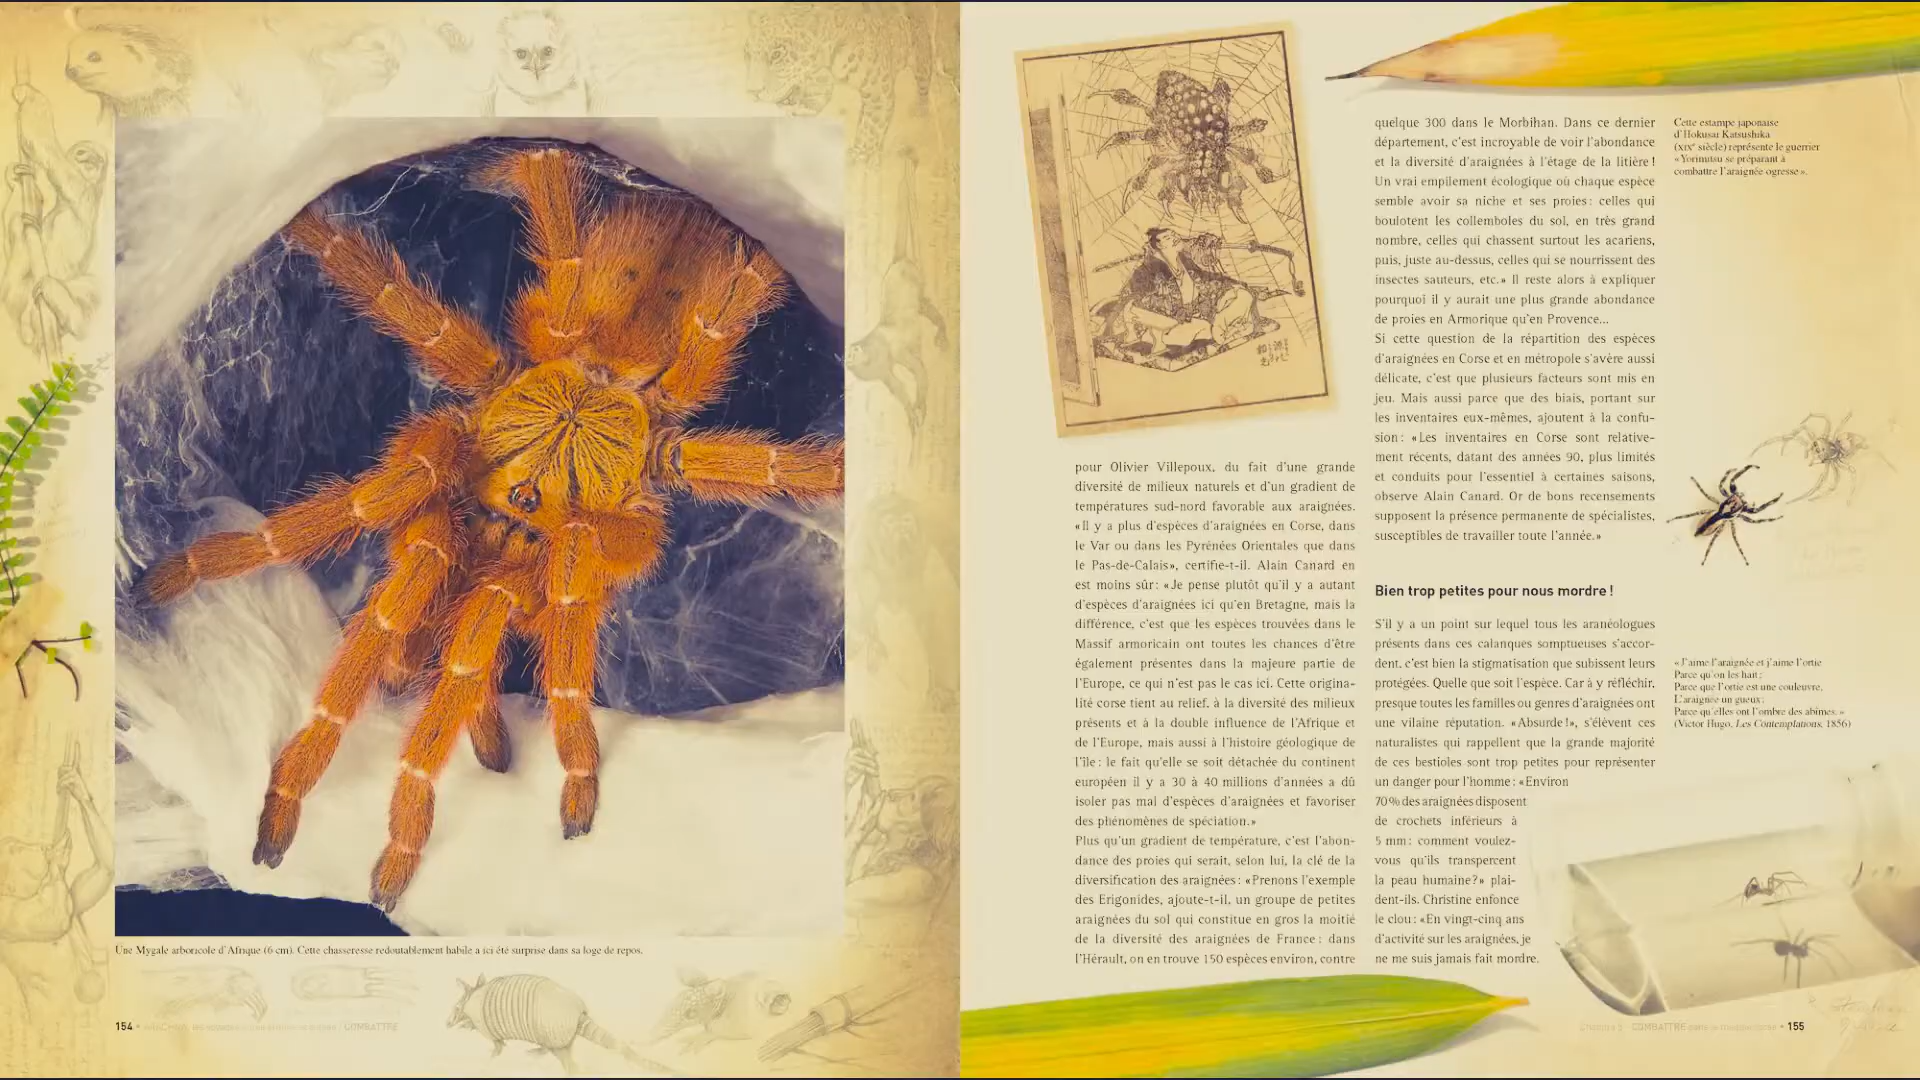 Une Mygale arboricole d'Afrique (6 cm). Cette chasseresse redoutablement habile a ici été surprise dans sa loge de repos.
154 •
COMBATTRE
pour Olivier Villepoux, du fait d'une grande
diversité de milieux naturels et d'un gradient de
températures sud-nord favorable aux araignées.
«Il y a plus d'espèces d'araignées en Corse, dans
le Var ou dans les Pyrénées Orientales que dans
le Pas-de-Calais», certifie-t-il. Alain Canard en
est moins sûr: «Je pense plutôt qu'il y a autant
d'espèces d'araignées ici qu'en Bretagne, mais la
différence, c'est que les espèces trouvées dans le
Massif armoricain ont toutes les chances d'être
également présentes dans la majeure partie de
l'Europe, ce qui n'est pas le cas ici. Cette origina-
lité corse tient au relief, à la diversité des milieux
présents et à la double influence de l'Afrique et
de l'Europe, mais aussi à l'histoire géologique de
l'île: le fait qu'elle se soit détachée du continent
européen il y a 30 à 40 millions d'années a dû
isoler pas mal d'espèces d'araignées et favoriser
des phénomènes de spéciation.»
Plus qu'un gradient de température, c'est l'abon-
dance des proies qui serait, selon lui, la clé de la
diversification des araignées: «Prenons l'exemple
des Erigonides, ajoute-t-il, un groupe de petites
araignées du sol qui constitue en gros la moitié
de la diversité des araignées de France: dans
l'Hérault, on en trouve 150 espèces environ, contre
quelque 300 dans le Morbihan. Dans ce dernier
département, c'est incroyable de voir l'abondance
et la diversité d'araignées à l'étage de la litière!
Un vrai empilement écologique où chaque espèce
semble avoir sa niche et ses proies: celles qui
boulotent les collemboles du sol, en très grand
nombre, celles qui chassent surtout les acariens,
puis, juste au-dessus, celles qui se nourrissent des
insectes sauteurs, etc.» Il reste alors à expliquer
pourquoi il y aurait une plus grande abondance
de proies en Armorique qu'en Provence...
Si cette question de la répartition des espèces
d'araignées en Corse et en métropole s'avère aussi
délicate, c'est que plusieurs facteurs sont mis en
jeu. Mais aussi parce que des biais, portant sur
les inventaires eux-mêmes, ajoutent à la confu-
sion: «Les inventaires en Corse sont relative-
ment récents, datant des années 90, plus limités
et conduits pour l'essentiel à certaines saisons,
observe Alain Canard. Or de bons recensements
supposent la présence permanente de spécialistes,
susceptibles de travailler toute l'année.»
Bien trop petites pour nous mordre!
S'il y a un point sur lequel tous les aranéologues
présents dans ces calanques somptueuses s'accor-
dent, c'est bien la stigmatisation que subissent leurs
protégées. Quelle que soit l'espèce. Car à y réfléchir,
presque toutes les familles ou genres d'araignées ont
une vilaine réputation. «Absurde!», s'élèvent ces
naturalistes qui rappellent que la grande majorité
de ces bestioles sont trop petites pour représenter
un danger pour l'homme: «Environ
70% des araignées disposent
de crochets inférieurs à
5 mm: comment voulez-
vous qu'ils transpercent
la peau humaine?» plai-
dent-ils. Christine enfonce
le clou: «En vingt-cinq ans
d'activité sur les araignées, je
ne me suis jamais fait mordre.
Cette estampe japonaise
d'Hokusai Katsushika
(XIXe siècle) représente le guerrier
«Yorimitsu se préparant à
combattre l'araignée ogresse».
«J'aime l'araignée et j'aime l'ortie
Parce qu'on les hait;
Parce que l'ortie est une couleuvre,
L'araignée un gueux;
Parce qu'elles ont l'ombre des abîmes.»
(Victor Hugo, Les Contemplations, 1856)
COMBATTRE
• 155